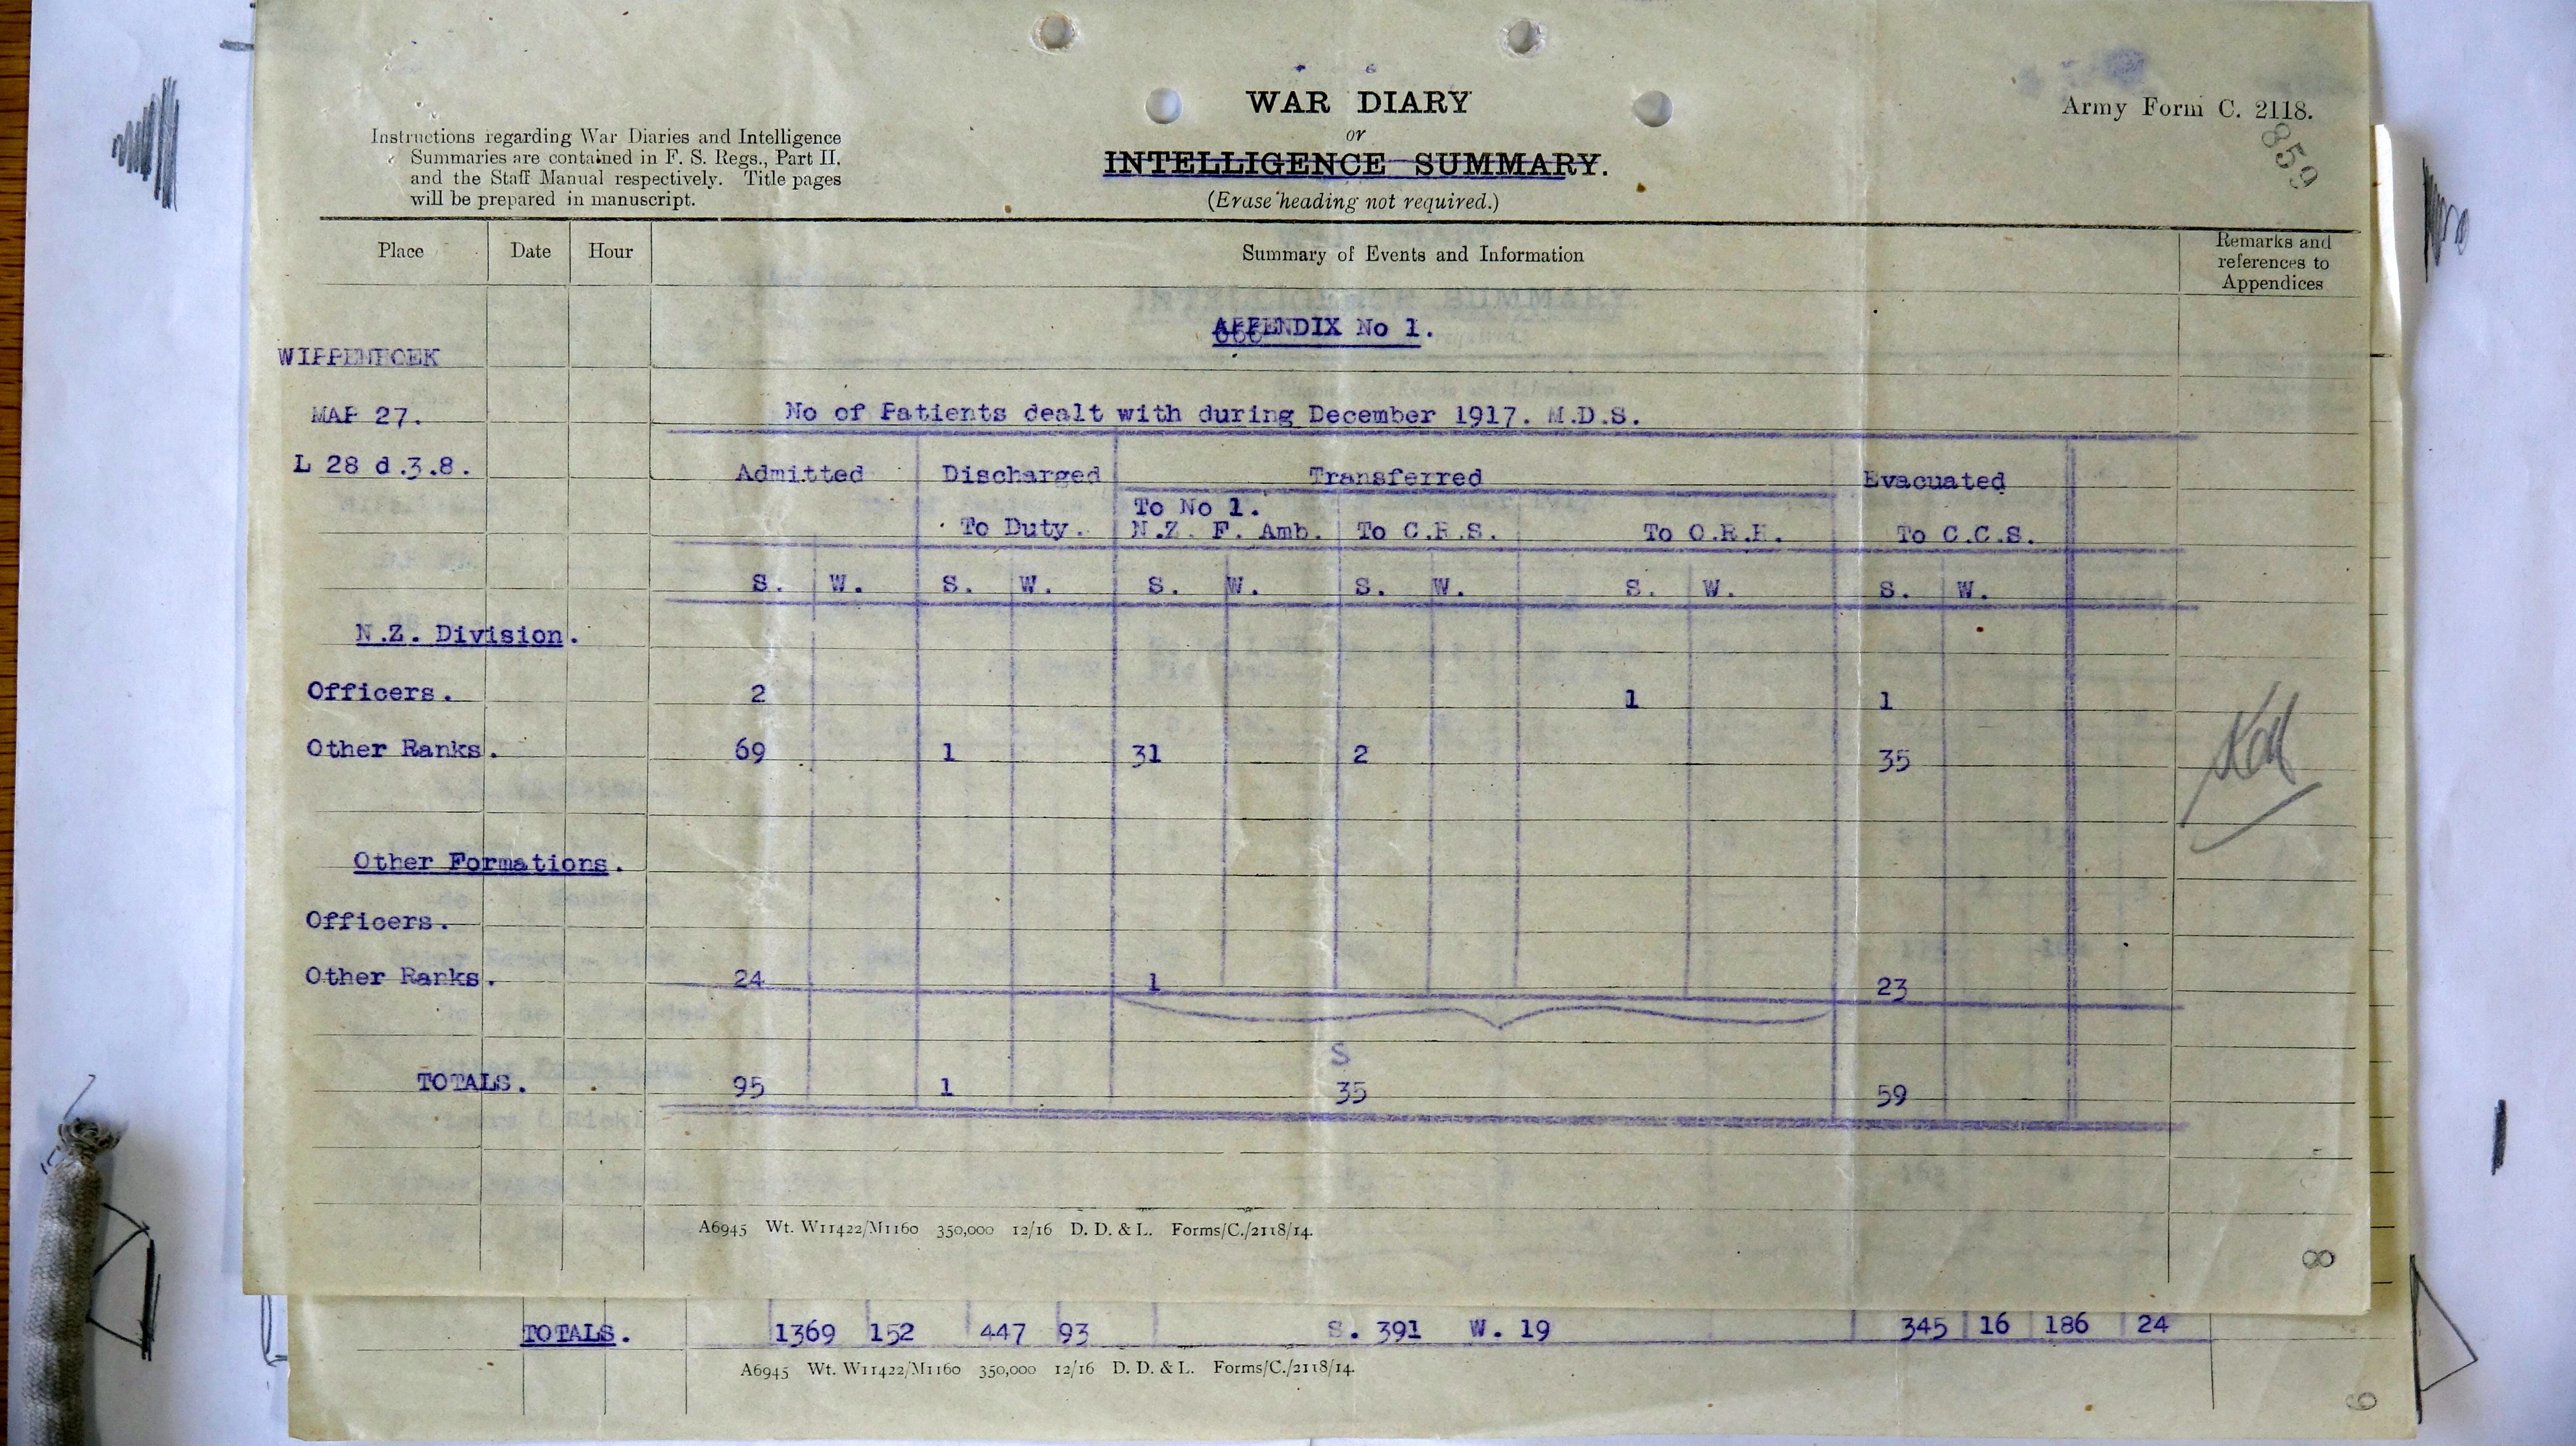 WAR DIARY
or
INTELLIGENCE SUMMARY.
(Erase heading not required.)
Army Form C. 2118.
859
Instructions regarding War Diaries and Intelligence
Summaries are contained in F. S. Regs., Part II.
and the Staff Manual respectively. Title pages
will be prepared in manuscript.
Place Date Hour Summary of Events and Information Remarks and
references to
Appendices
APPENDIX No 1.
WIPPENHOEK
MAP 27. No of Patients dealt with during December 1917. M.D.S.
L 28 d.3.8. Admitted Discharged Transferred Evacuated
To No 1.
To Duty. N.Z. F. Amb. To C.R.S. To O.R.H. To C.C.S.
S. W. S. W. S. W. S. W. S. W. S. W.
N.Z. Division.
Officers. 2 1 1
Other Ranks. 69 1 31 2 35
Other Formations.
Officers.
Other Ranks. 24 1 23
S
TOTALS. 95 1 35 59
A6945 Wt. W11422/M1160 350,000 12/16 D. D. & L. Forms/C./2118/14.
8
TOTALS. 1369 152 447 93 S. 391 W. 19 345 16 186 24
A6945 Wt. W11422/M1160 350,000 12/16 D. D. & L. Forms/C./2118/14.
9